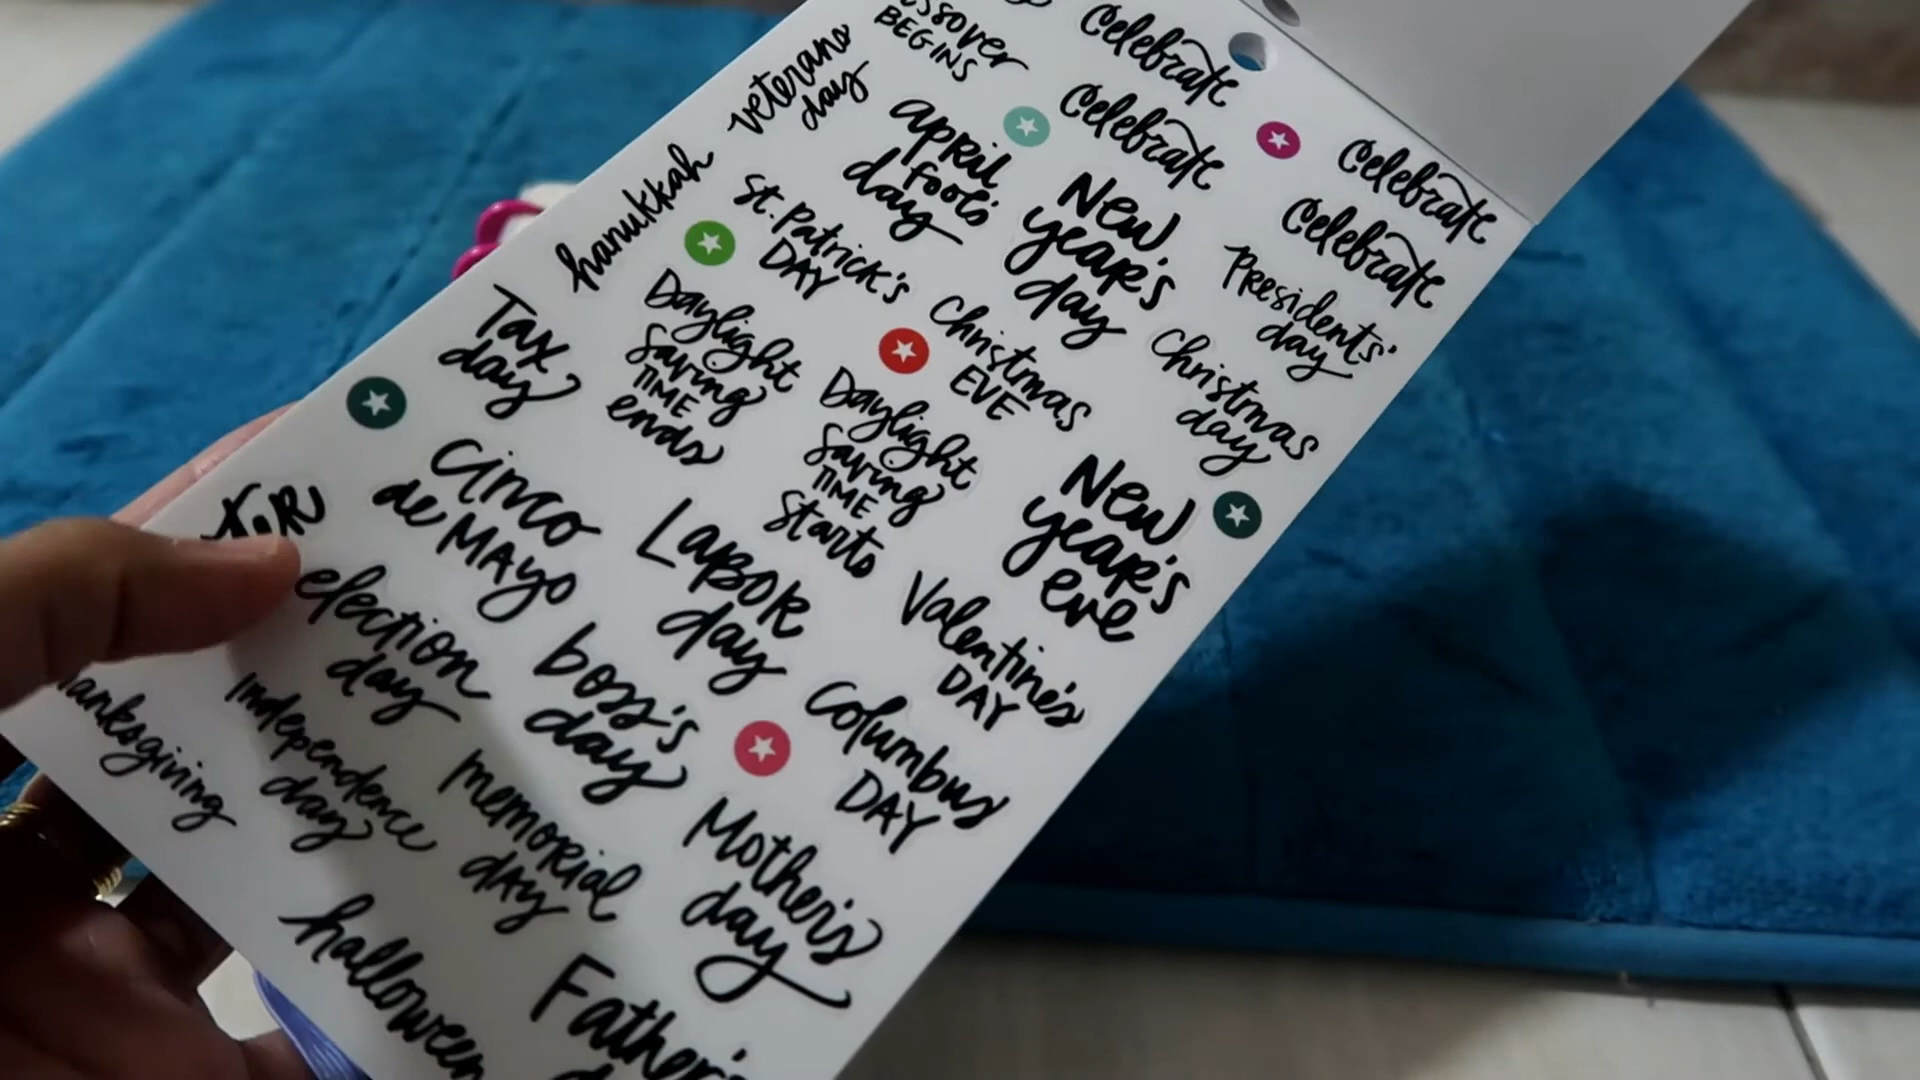 Celebrate
Celebrate
Celebrate
Celebrate
BEGINS
veterans
day
april
fools'
day
New
year's
day
Presidents'
day
hanukkah
St. Patrick's
DAY
Christmas
EVE
Christmas
day
Tax
day
Daylight
Saving
TIME
ends
Daylight
Saving
TIME
Starts
New
year's
eve
Cinco
de MAYO
LABOR
day
Valentine's
DAY
election
day
boss's
day
Columbus
DAY
Independence
day
memorial
day
Mother's
day
halloween
Father's